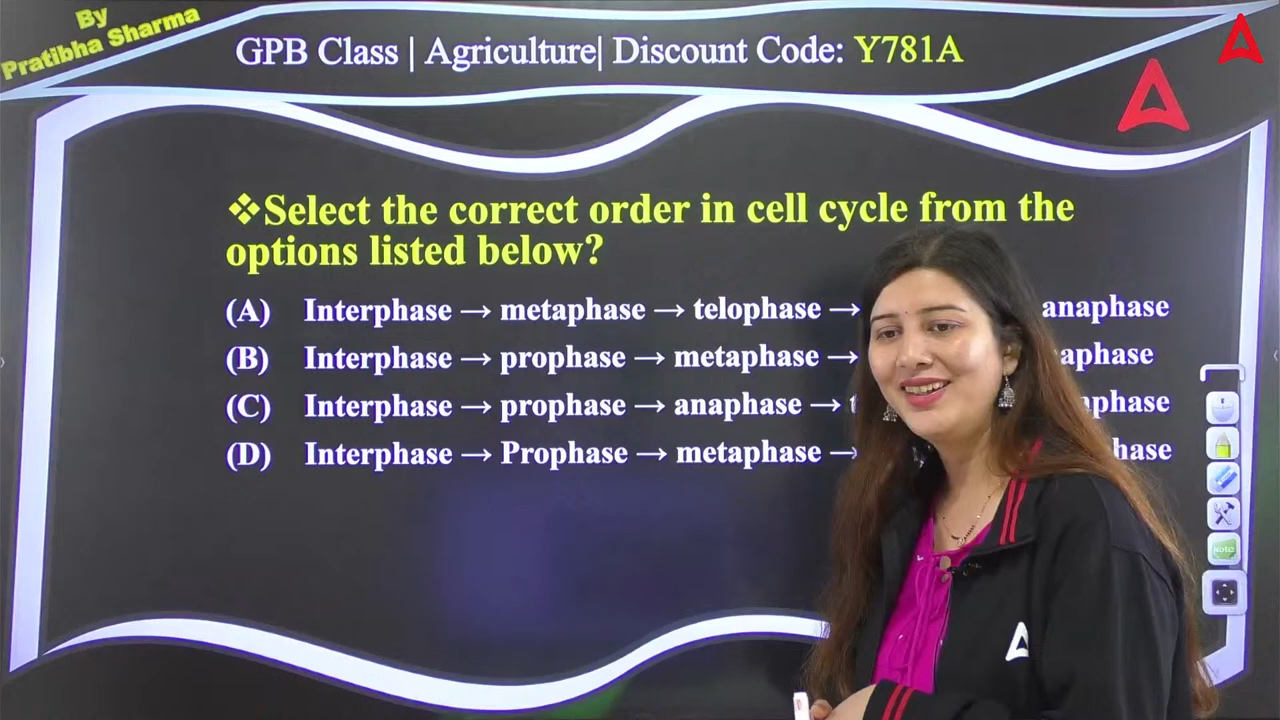 By
Pratibha Sharma
GPB Class | Agriculture| Discount Code: Y781A
❖Select the correct order in cell cycle from the
options listed below?
(A) Interphase → metaphase → telophase → anaphase
(B) Interphase → prophase → metaphase →
(C) Interphase → prophase → anaphase →
(D) Interphase → Prophase → metaphase →
Note